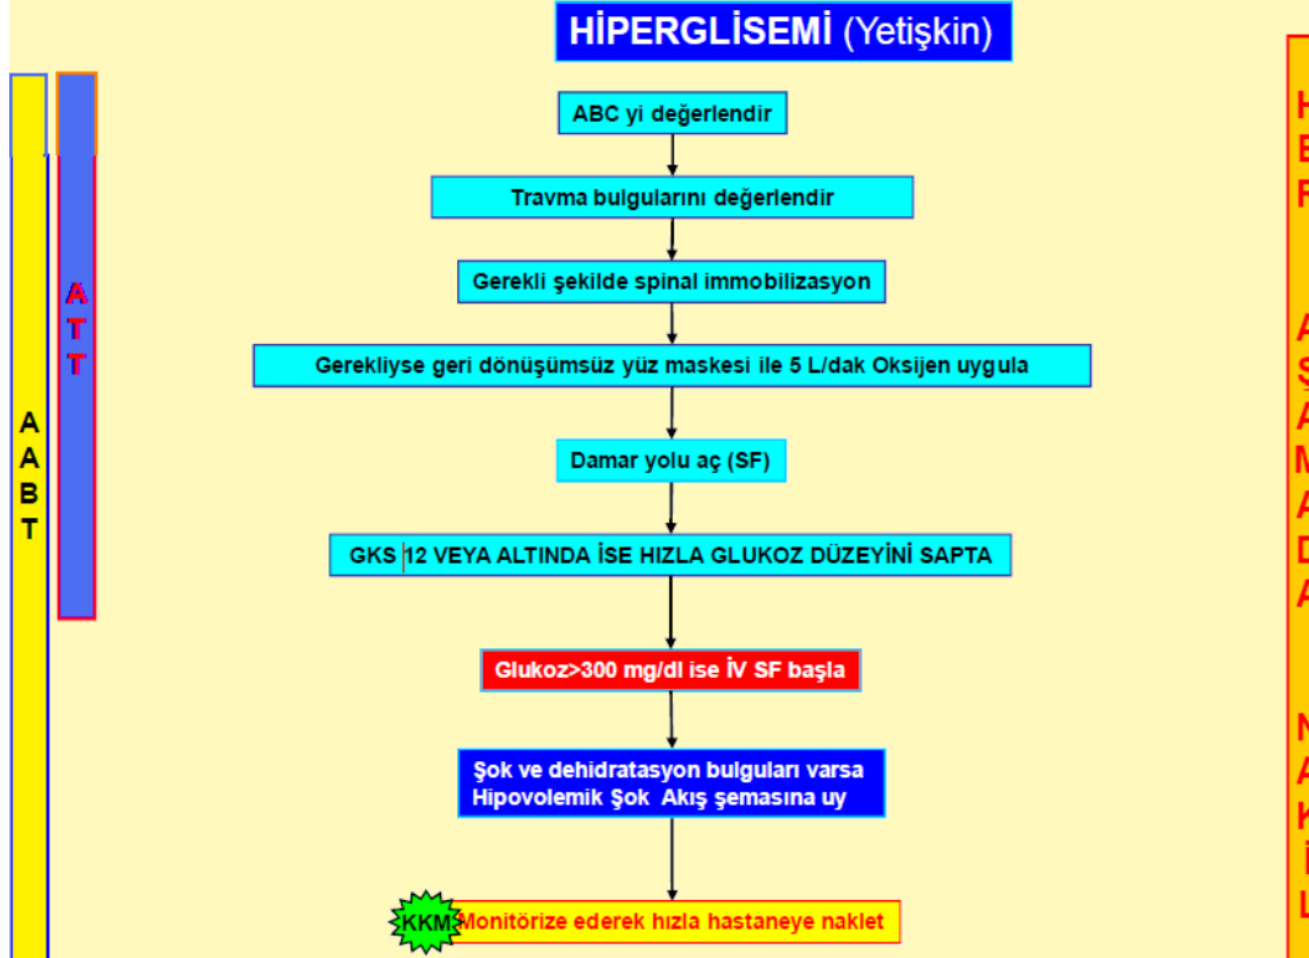 HİPERGLİSEMİ (Yetişkin)
ABC yi değerlendir
Travma bulgularını değerlendir
Gerekli şekilde spinal immobilizasyon
Gerekliyse geri dönüşümsüz yüz maskesi ile 5 L/dak Oksijen uygula
Damar yolu aç (SF)
GKS 12 VEYA ALTINDA İSE HIZLA GLUKOZ DÜZEYİNİ SAPTA
Glukoz>300 mg/dl ise İV SF başla
Şok ve dehidratasyon bulguları varsa
Hipovolemik Şok Akış şemasına uy
KKM Monitörize ederek hızla hastaneye naklet
AABT
ATT
HER AŞAMADA NAKİL